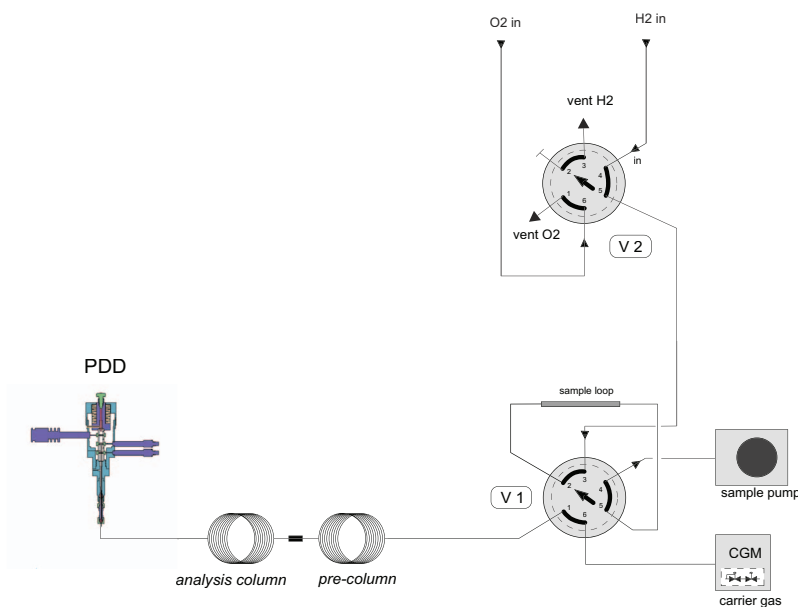 O2 in
H2 in
vent H2
3
2
4
in
1
5
6
vent O2
V 2
PDD
sample loop
3
2
4
V 1
1
5
6
sample pump
CGM
analysis column
pre-column
carrier gas